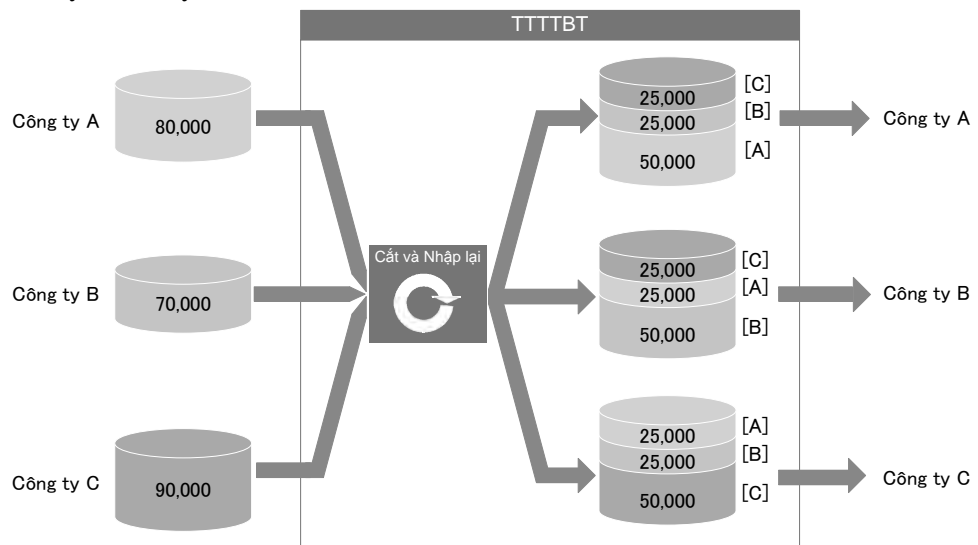 TTTTBT
Công ty A
80,000
25,000
25,000
50,000
[C]
[B]
[A]
Công ty A
Cắt và Nhập lại
Công ty B
70,000
25,000
25,000
50,000
[C]
[A]
[B]
Công ty B
Công ty C
90,000
25,000
25,000
50,000
[A]
[B]
[C]
Công ty C